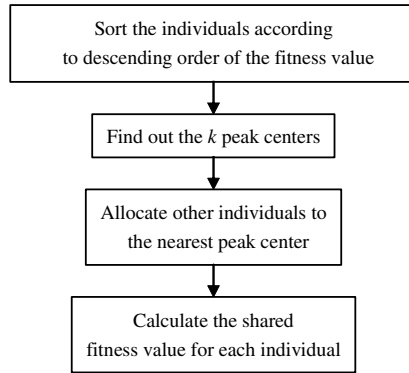 Sort the individuals according
to descending order of the fitness value
Find out the k peak centers
Allocate other individuals to
the nearest peak center
Calculate the shared
fitness value for each individual